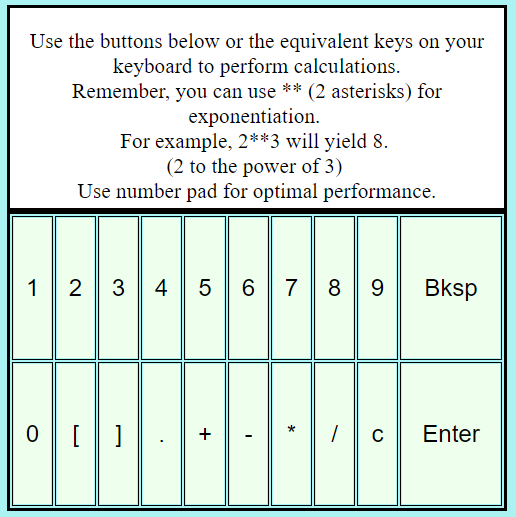 Use the buttons below or the equivalent keys on your
keyboard to perform calculations.
Remember, you can use ** (2 asterisks) for
exponentiation.
For example, 2**3 will yield 8.
(2 to the power of 3)
Use number pad for optimal performance.
1 2 3 4 5 6 7 8 9 Bksp
0 [ ] . + - * / c Enter